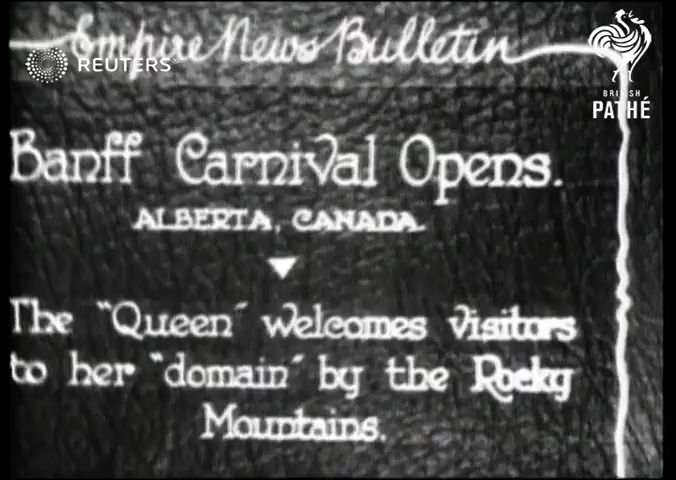 Empire News Bulletin
REUTERS
BRITISH
PATHÉ
Banff Carnival Opens.
ALBERTA, CANADA.
The "Queen" welcomes visitors
to her "domain" by the Rocky
Mountains.